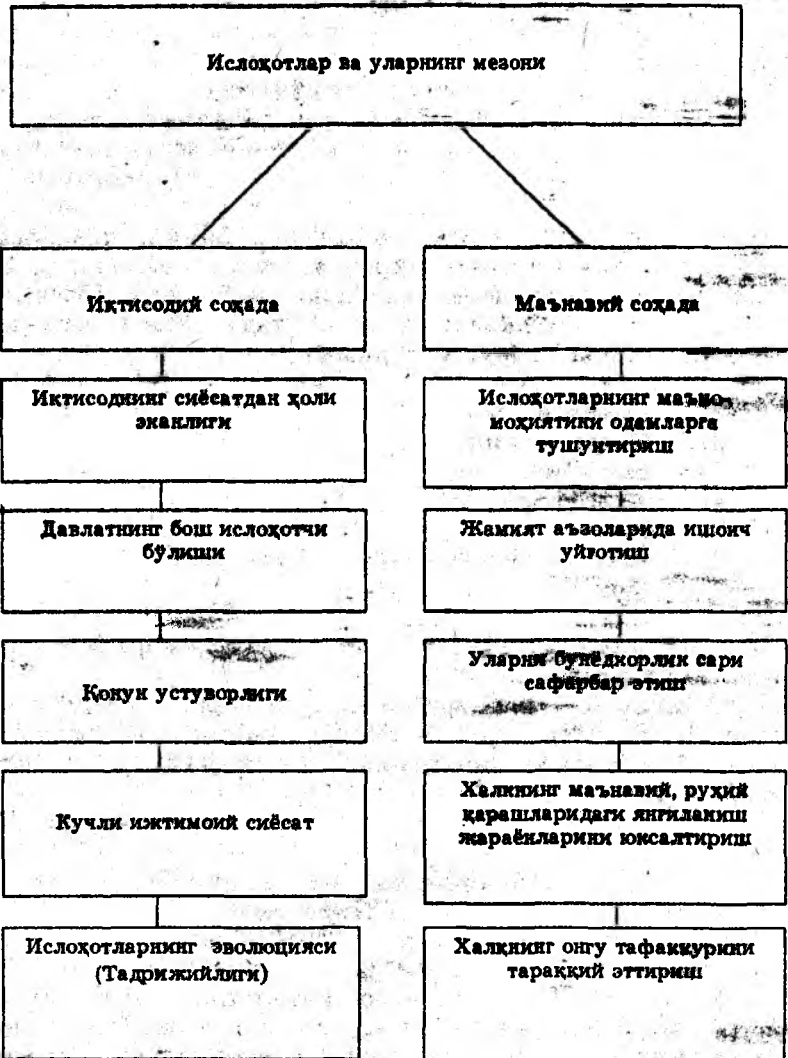 Ислоҳотлар ва уларнинг мезони
Иқтисодий соҳада
Иқтисоднинг сиёсатдан ҳоли
эканлиги
Давлатнинг бош ислоҳотчи
бўлиши
Қонун устуворлиги
Кучли ижтимоий сиёсат
Ислоҳотларнинг эволюцияси
(Тадрижийлиги)
Маънавий соҳада
Ислоҳотларнинг маъно-
моҳиятини одамларга
тушунтириш
Жамият аъзоларида ишонч
уйғотиш
Уларни бунёдкорлик сари
сафарбар этиш
Халқнинг маънавий, руҳий
қарашларидаги янгиланиш
жараёнларини юксалтириш
Халқнинг онгу тафаккурини
тараққий эттириш